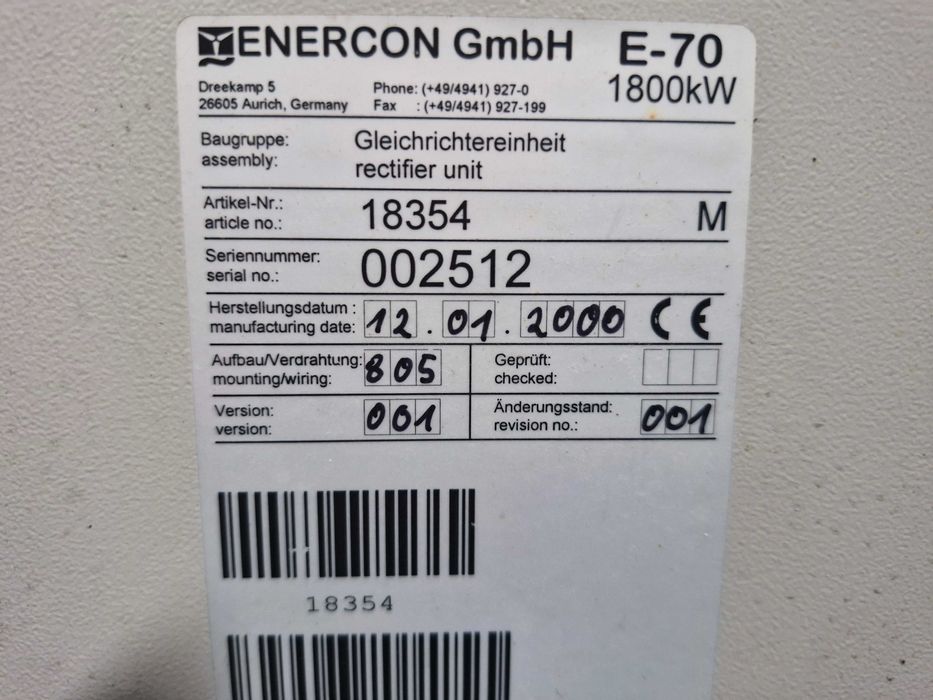 ENERCON GmbH E-70
1800kW
Dreekamp 5 Phone: (+49/4941) 927-0
26605 Aurich, Germany Fax : (+49/4941) 927-199
Baugruppe: Gleichrichtereinheit
assembly: rectifier unit
Artikel-Nr.:
article no.: 18354 M
Seriennummer:
serial no.: 002512
Herstellungsdatum :
manufacturing date: 12.01.2000 CE
Aufbau/Verdrahtung: 805 Geprüft:
mounting/wiring: checked:
Version: 001 Änderungsstand: 001
version: revision no.:
18354